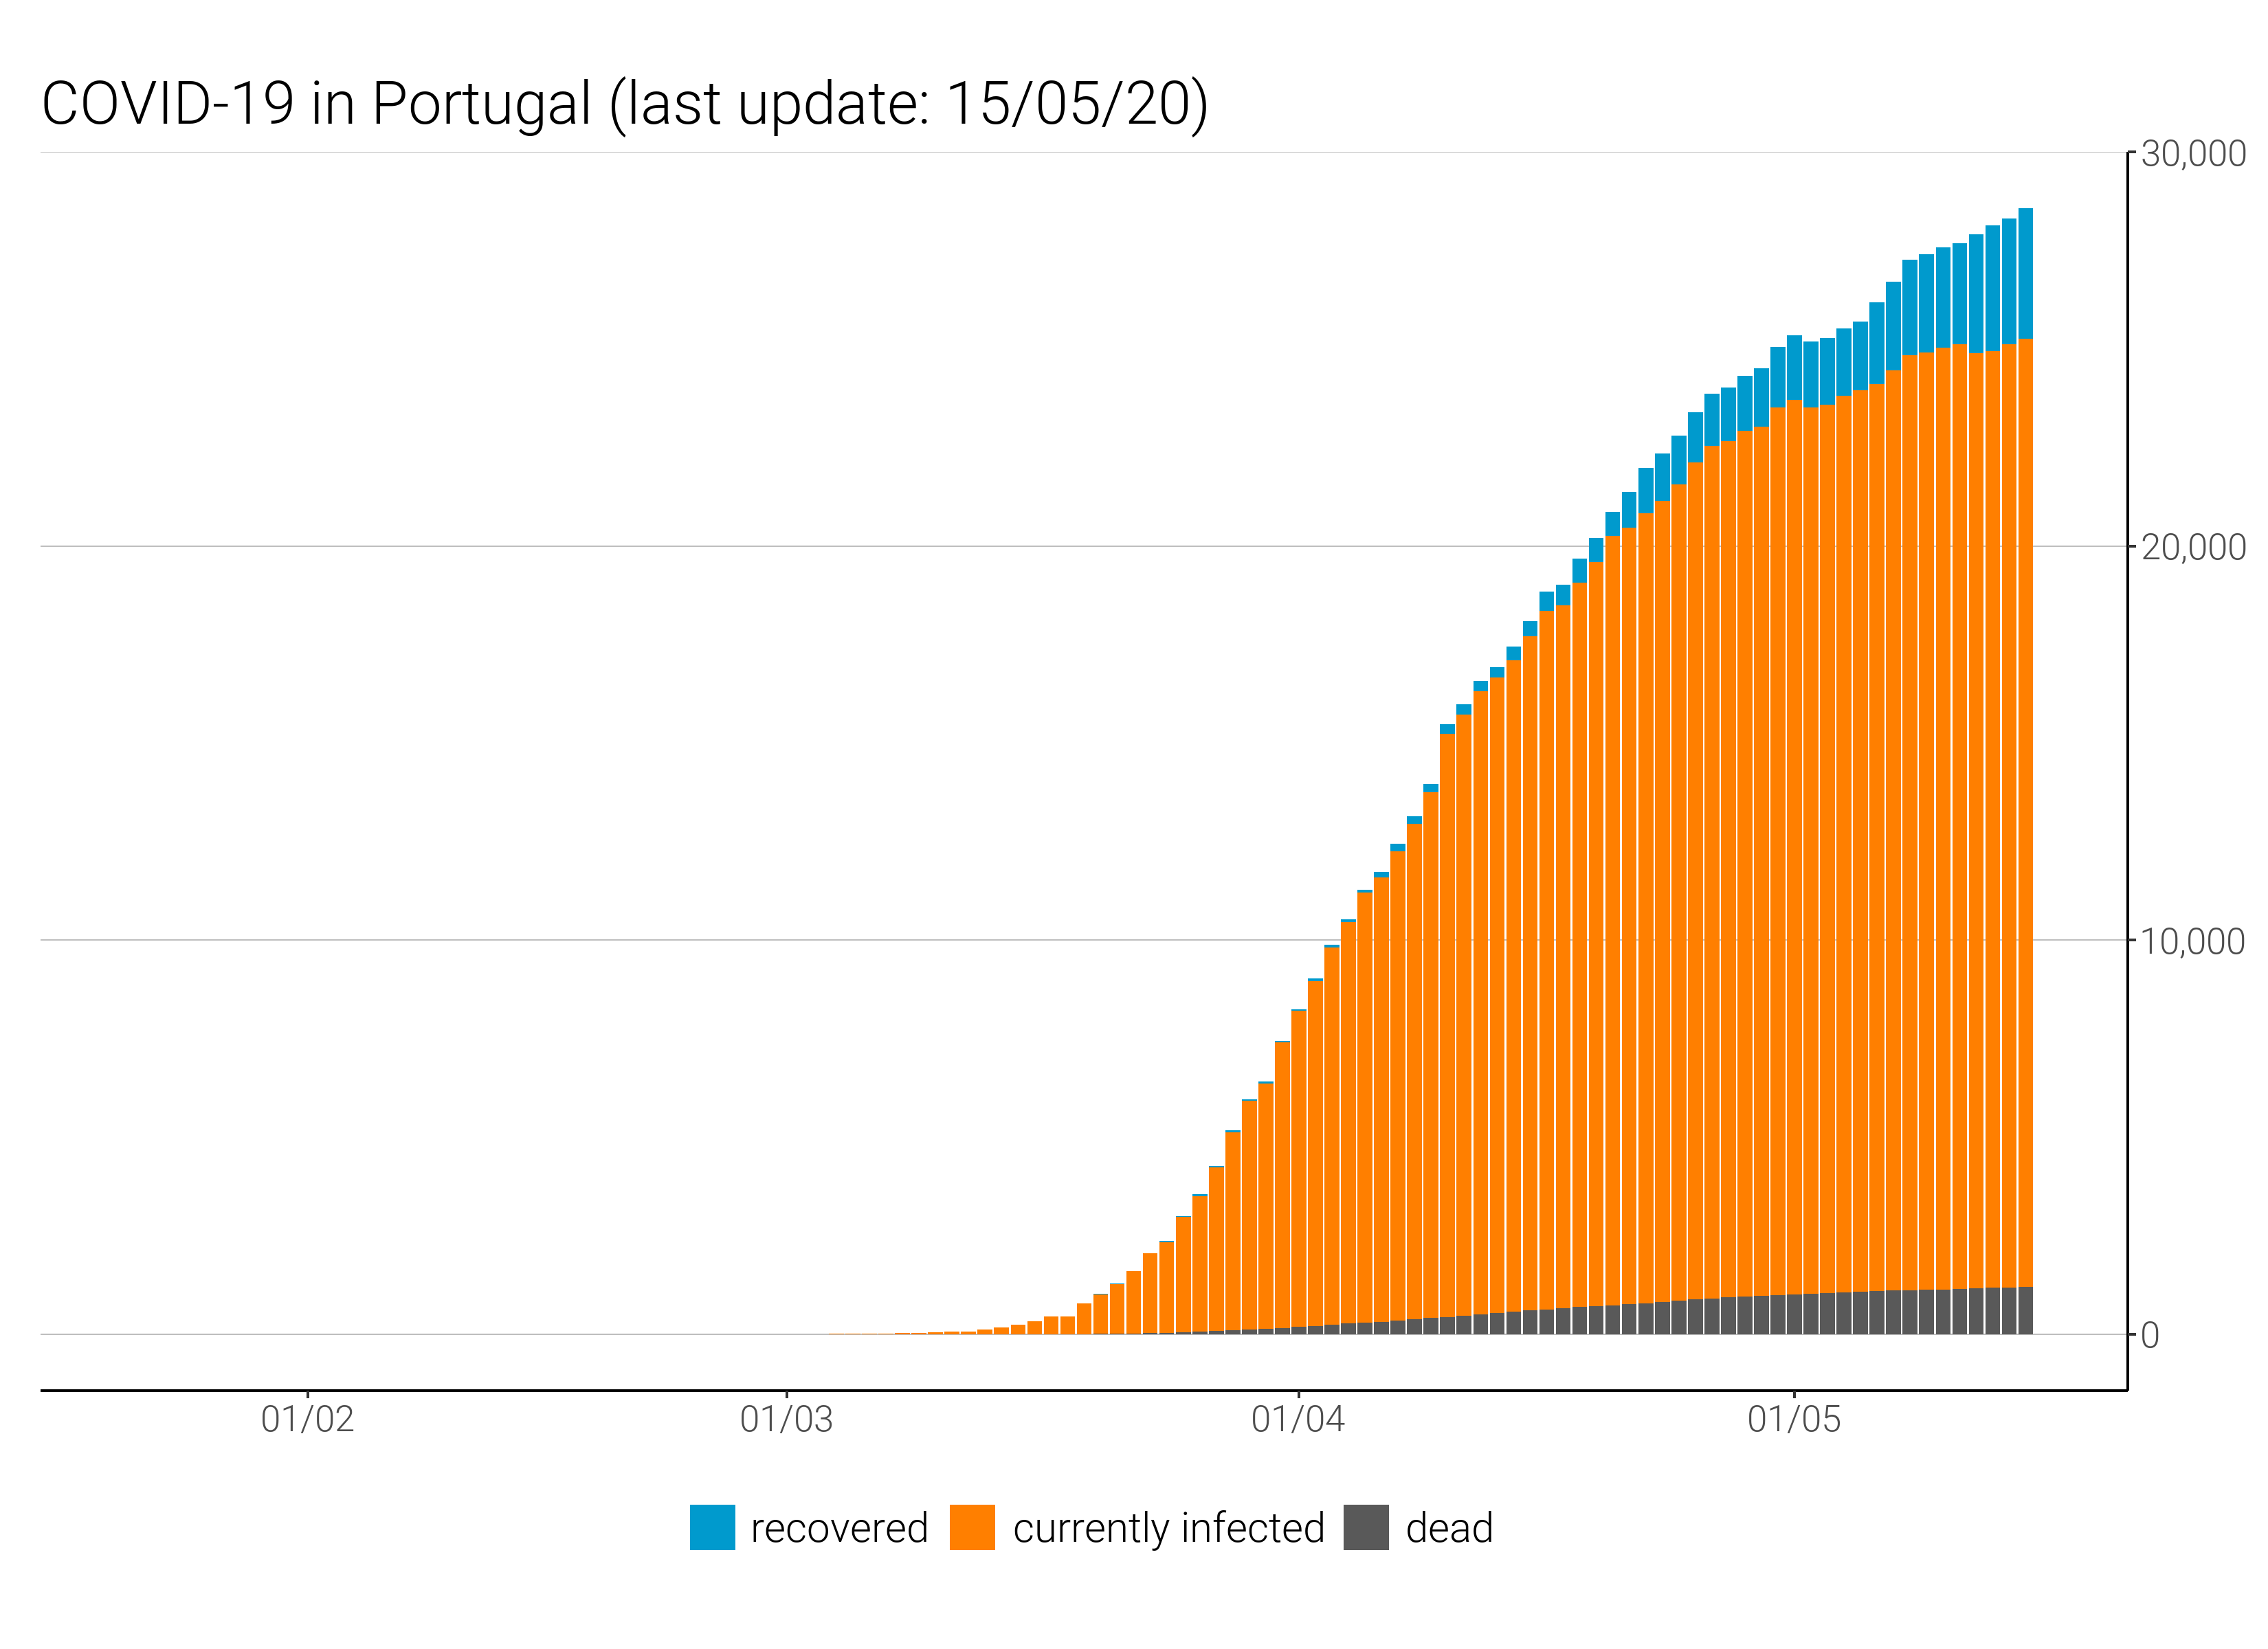 COVID-19 in Portugal (last update: 15/05/20)
30,000
20,000
10,000
0
01/02 01/03 01/04 01/05
recovered currently infected dead